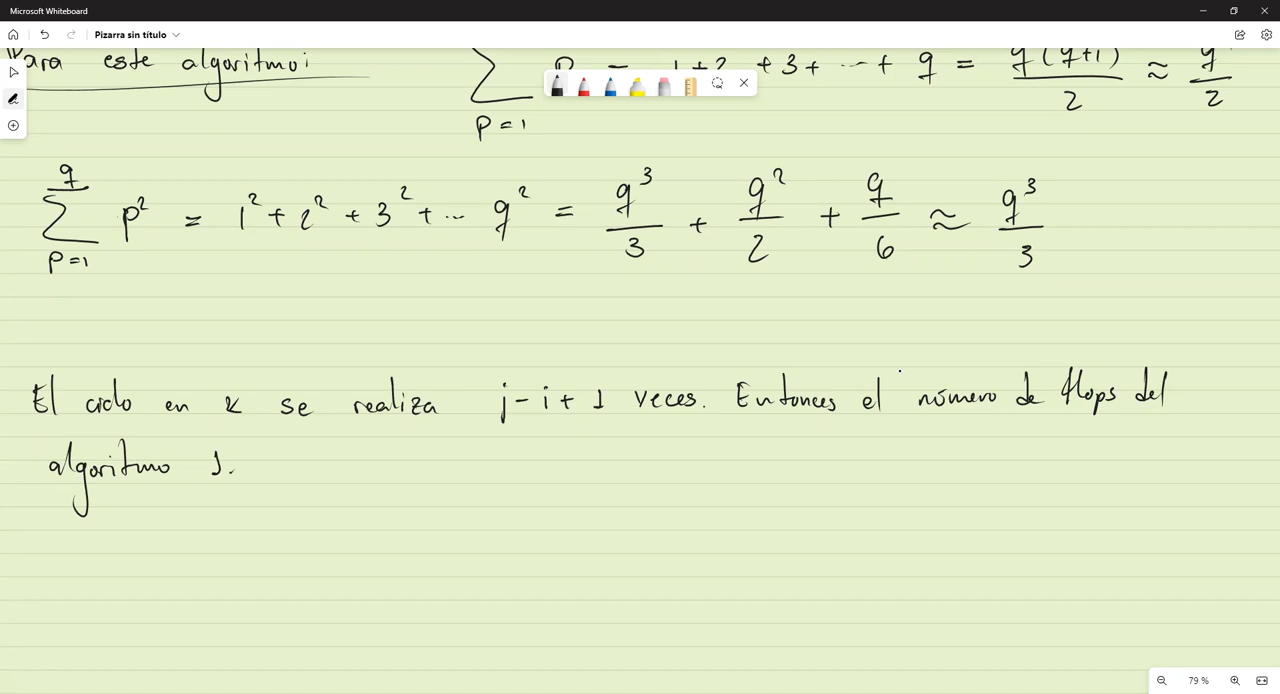 Microsoft Whiteboard
Pizarra sin título
Para este algoritmo: ∑ p=1 = 1+2+3+ ... + q = q(q+1)/2 ≈ q/2
∑ q p=1 p² = 1² + 2² + 3² + ... q² = q³/3 + q²/2 + q/6 ≈ q³/3
El ciclo en k se realiza j - i + 1 veces. Entonces el número de flops del
algoritmo 1.
79 %